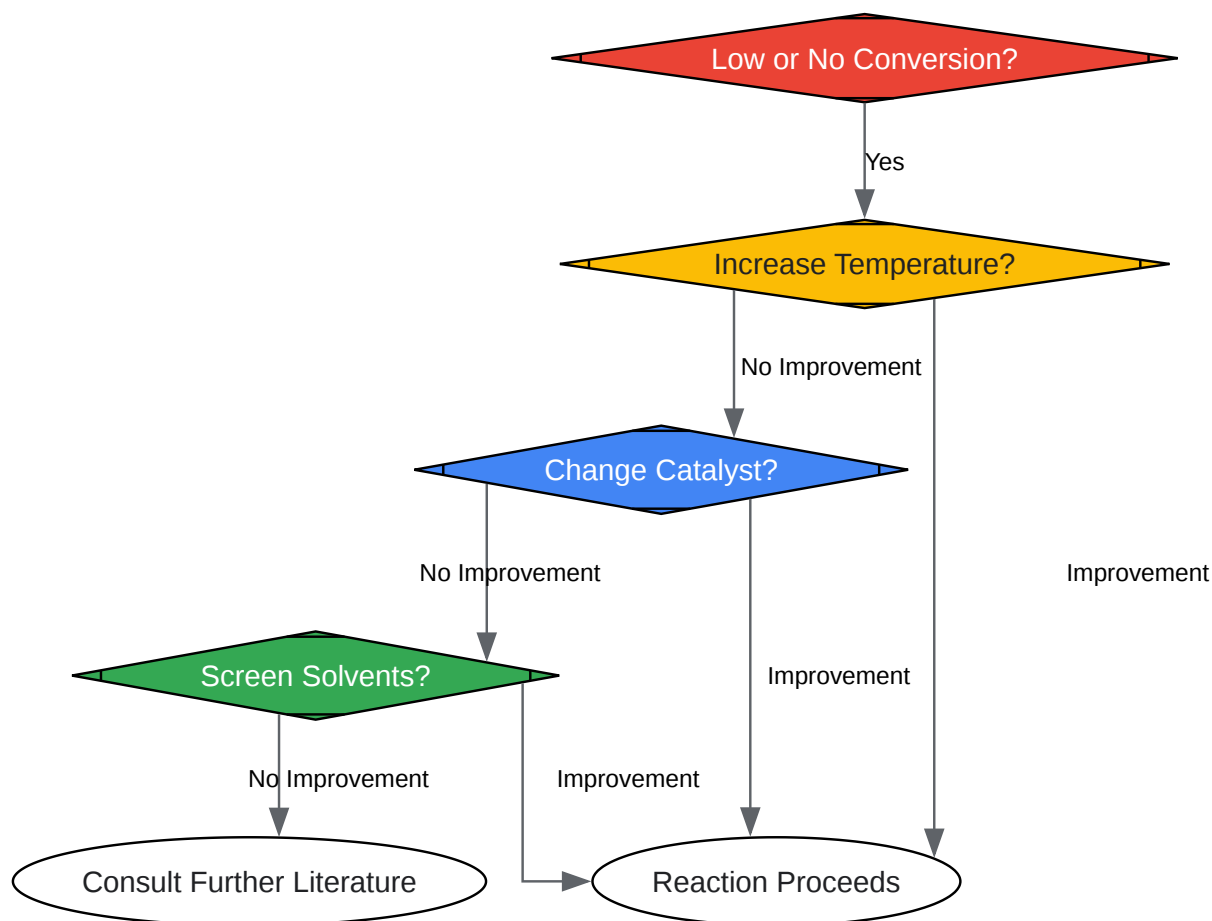 Low or No Conversion?
Yes
Increase Temperature?
No Improvement
Change Catalyst?
No Improvement
Improvement
Screen Solvents?
Improvement
No Improvement
Improvement
Consult Further Literature
Reaction Proceeds